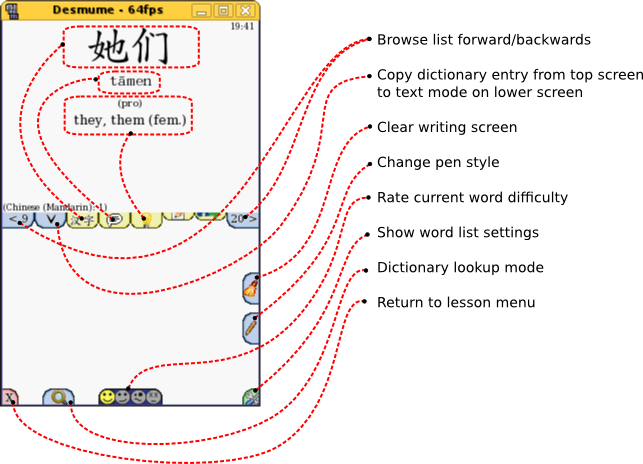 Desmume - 64fps
19:41
她们
tāmen
(pro)
they, them (fem.)
(Chinese (Mandarin): 1)
< 9
汉字
20 >
X
Browse list forward/backwards
Copy dictionary entry from top screen
to text mode on lower screen
Clear writing screen
Change pen style
Rate current word difficulty
Show word list settings
Dictionary lookup mode
Return to lesson menu